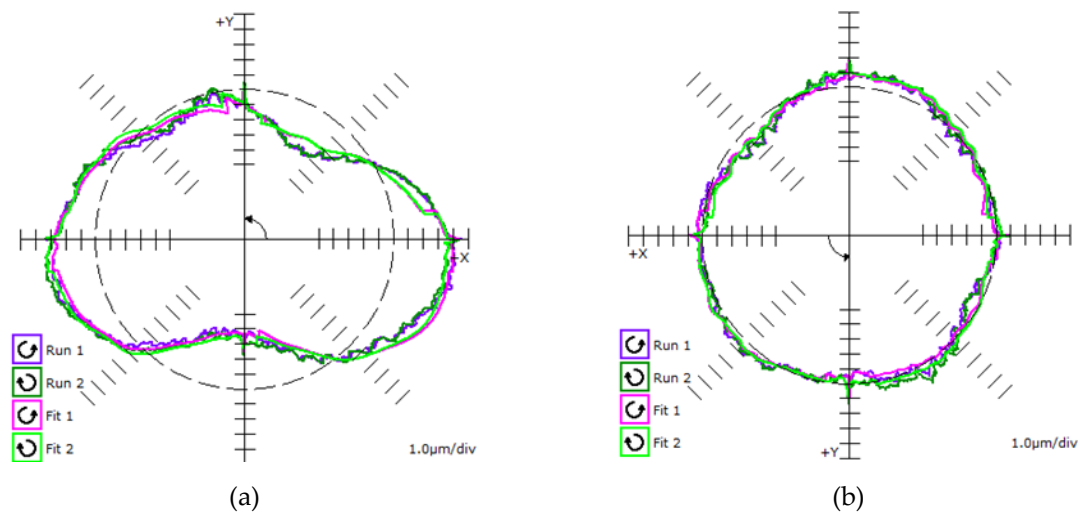 +Y
+X
Run 1
Run 2
Fit 1
Fit 2
1.0µm/div
(a)
+X
Run 1
Run 2
Fit 1
Fit 2
+Y
1.0µm/div
(b)